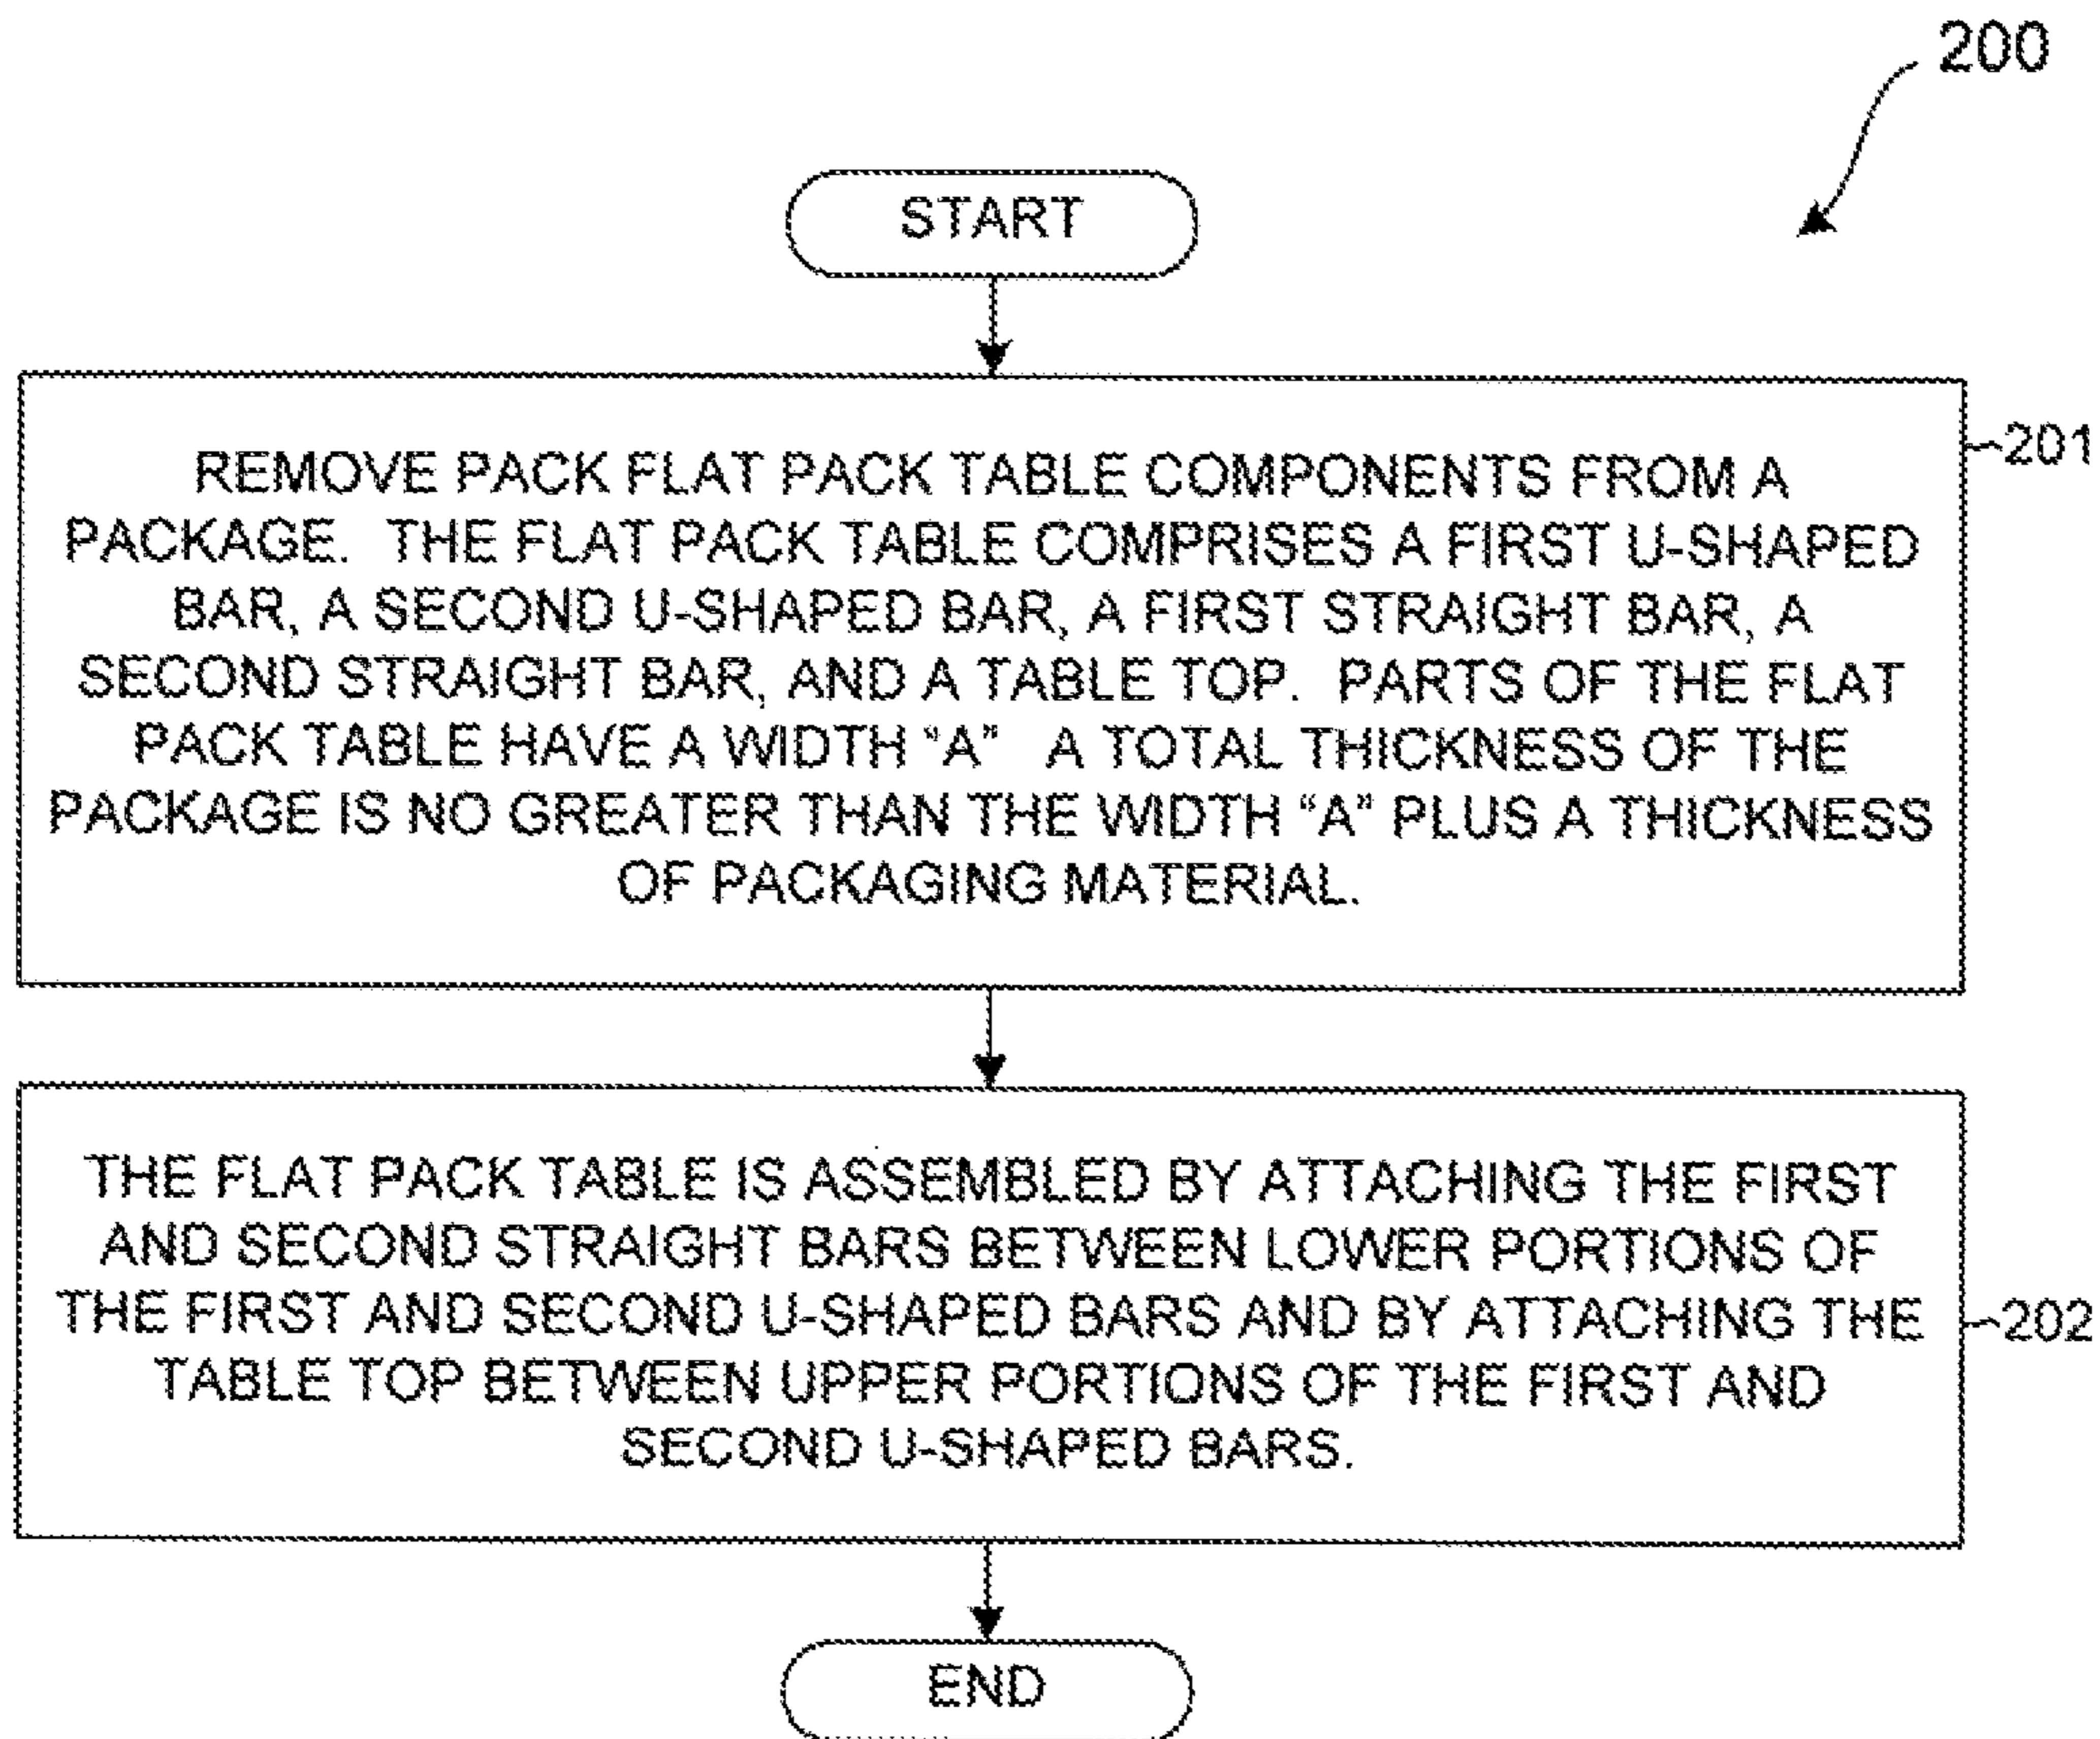 200
START
REMOVE PACK FLAT PACK TABLE COMPONENTS FROM A
PACKAGE. THE FLAT PACK TABLE COMPRISES A FIRST U-SHAPED
BAR, A SECOND U-SHAPED BAR, A FIRST STRAIGHT BAR, A
SECOND STRAIGHT BAR, AND A TABLE TOP. PARTS OF THE FLAT
PACK TABLE HAVE A WIDTH “A” A TOTAL THICKNESS OF THE
PACKAGE IS NO GREATER THAN THE WIDTH “A” PLUS A THICKNESS
OF PACKAGING MATERIAL.
201
THE FLAT PACK TABLE IS ASSEMBLED BY ATTACHING THE FIRST
AND SECOND STRAIGHT BARS BETWEEN LOWER PORTIONS OF
THE FIRST AND SECOND U-SHAPED BARS AND BY ATTACHING THE
TABLE TOP BETWEEN UPPER PORTIONS OF THE FIRST AND
SECOND U-SHAPED BARS.
202
END